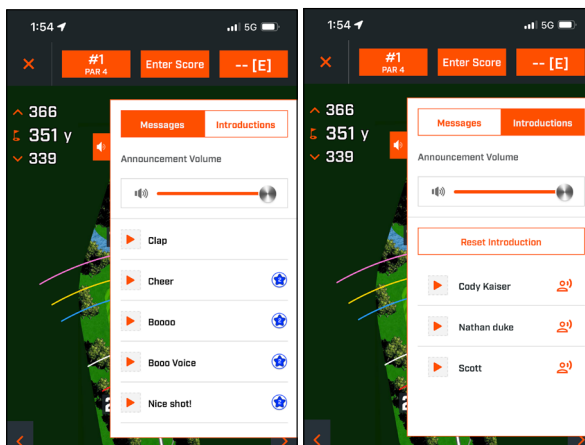 1:54
5G
#1
PAR 4
Enter Score
-- [E]
366
351 y
339
Messages
Introductions
Announcement Volume
Clap
Cheer
Boooo
Booo Voice
Nice shot!
1:54
5G
#1
PAR 4
Enter Score
-- [E]
366
351 y
339
Messages
Introductions
Announcement Volume
Reset Introduction
Cody Kaiser
Nathan duke
Scott